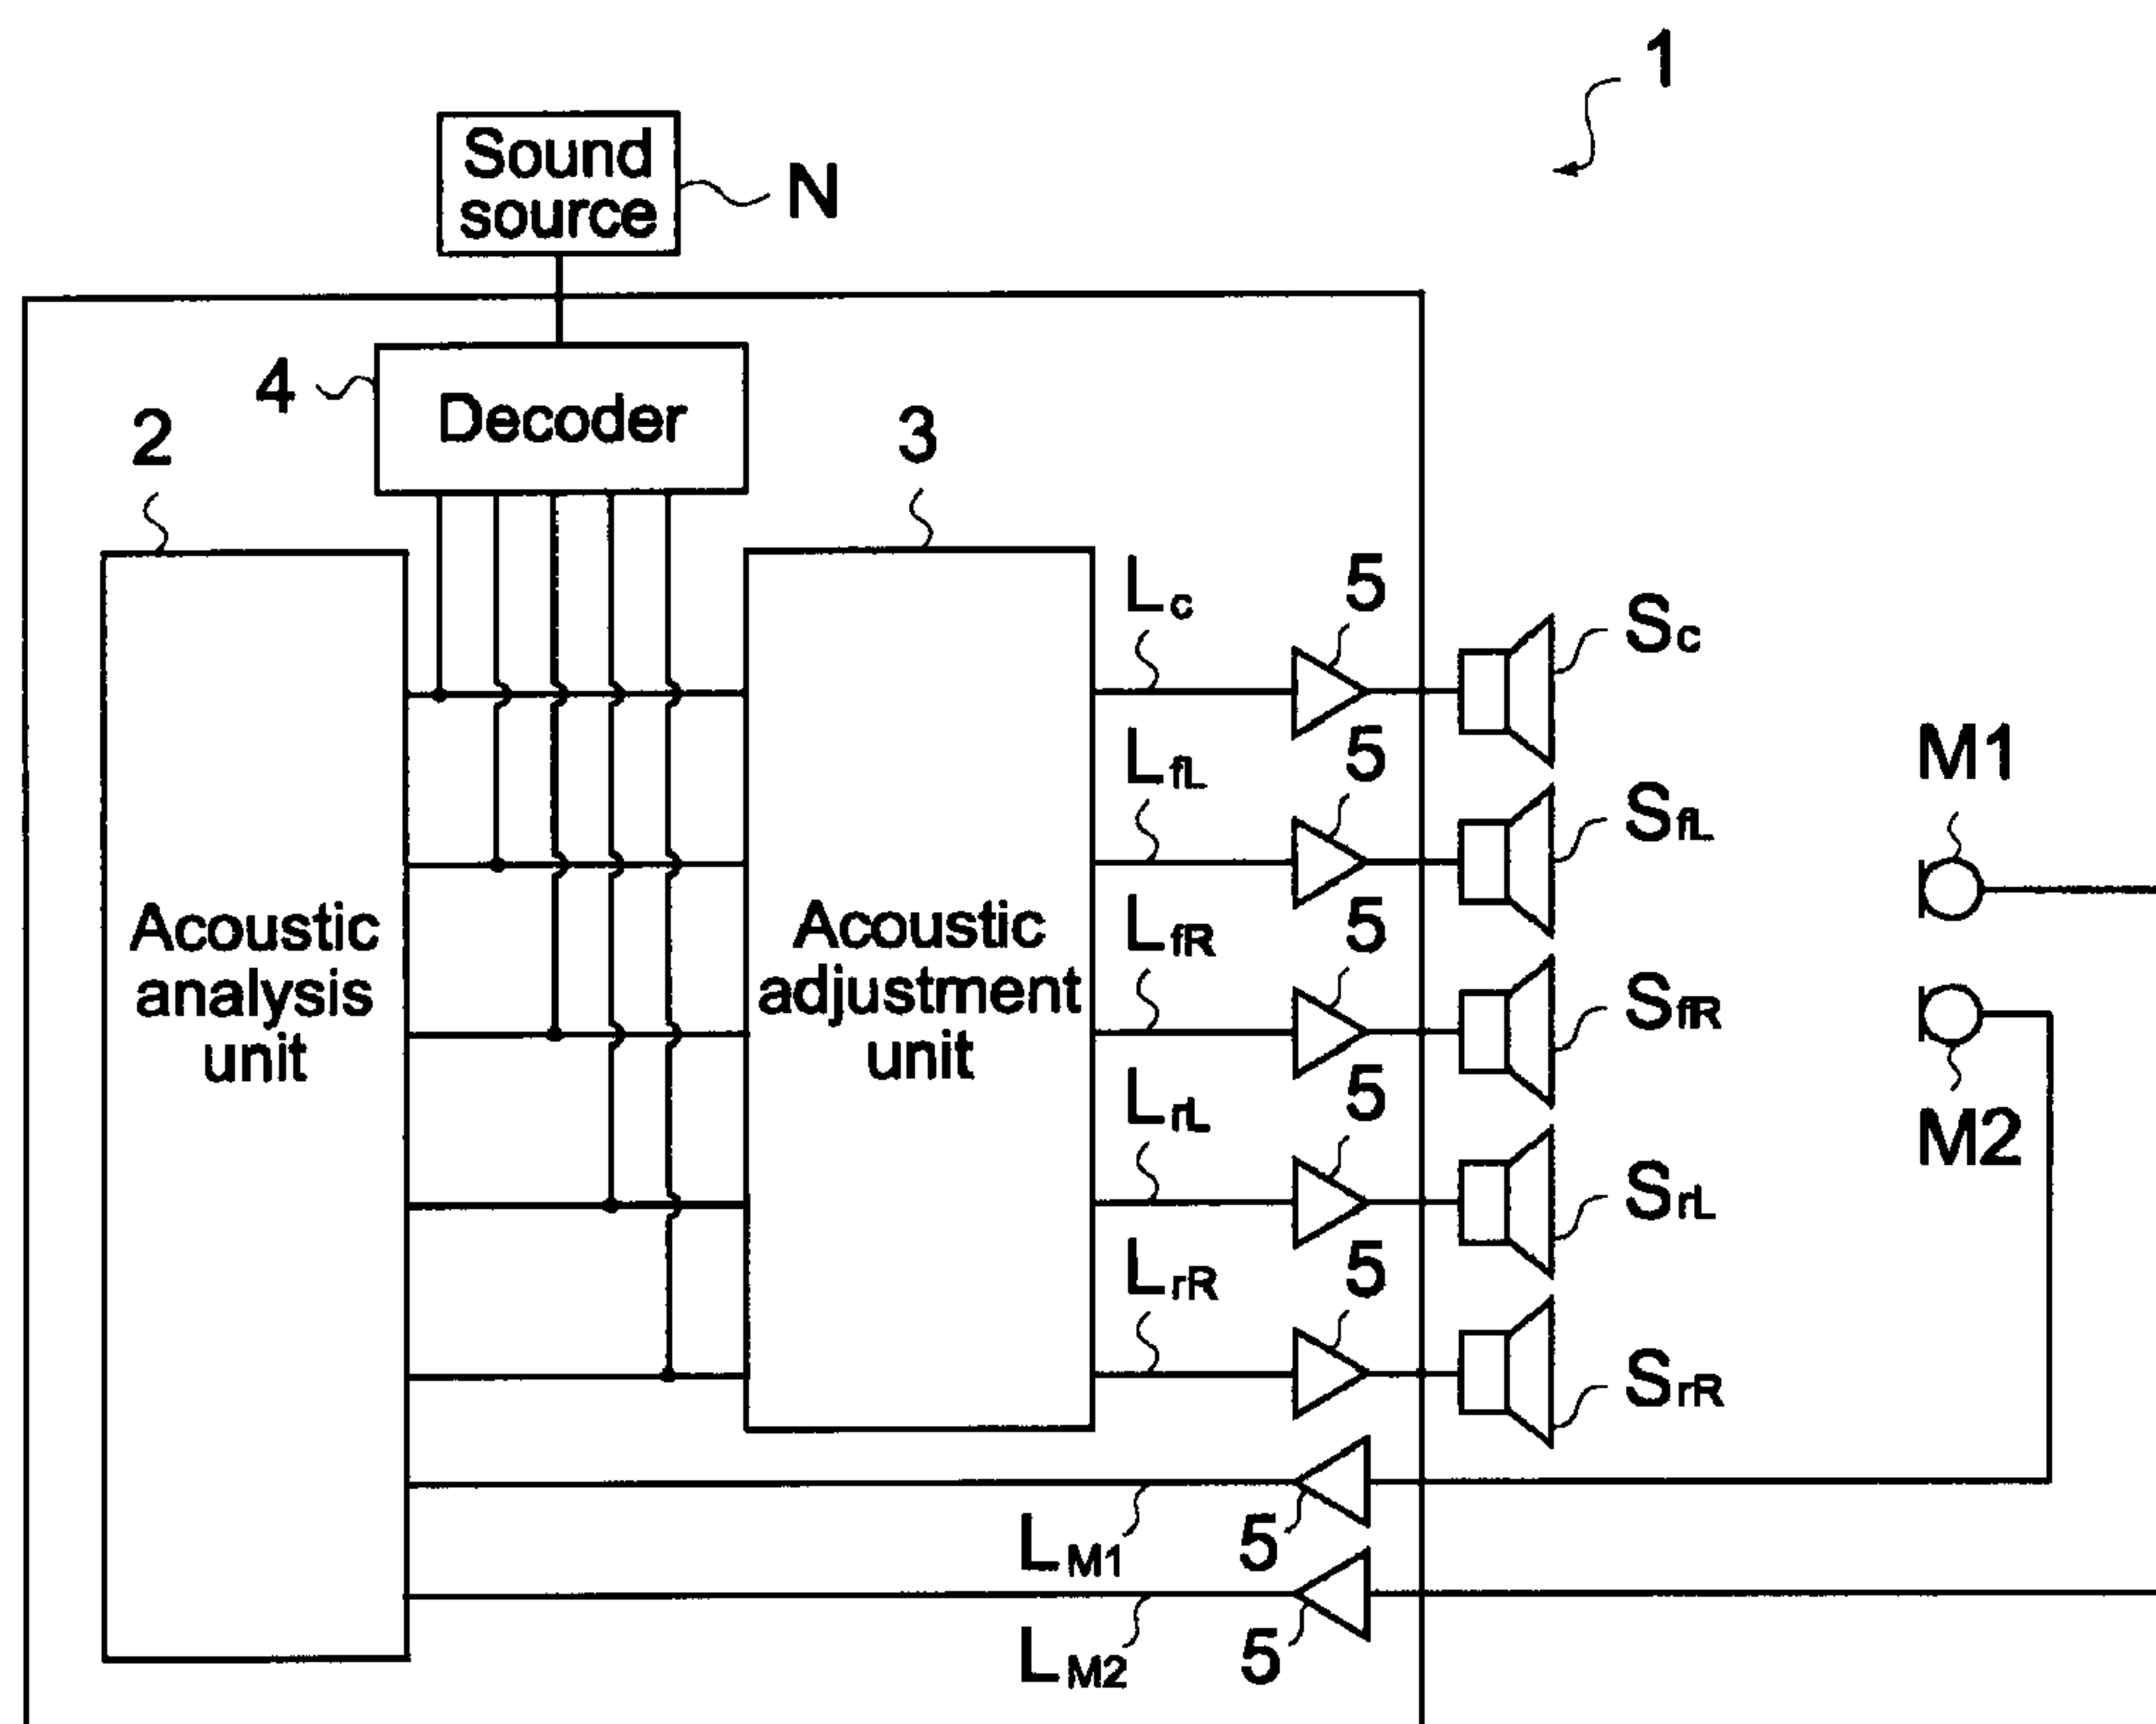 1
Sound
source
N
4
Decoder
2
3
Acoustic
analysis
unit
Acoustic
adjustment
unit
Lc
5
Sc
LfL
5
SfL
LfR
5
SfR
LrL
5
SrL
LrR
5
SrR
M1
M2
LM1
5
LM2
5